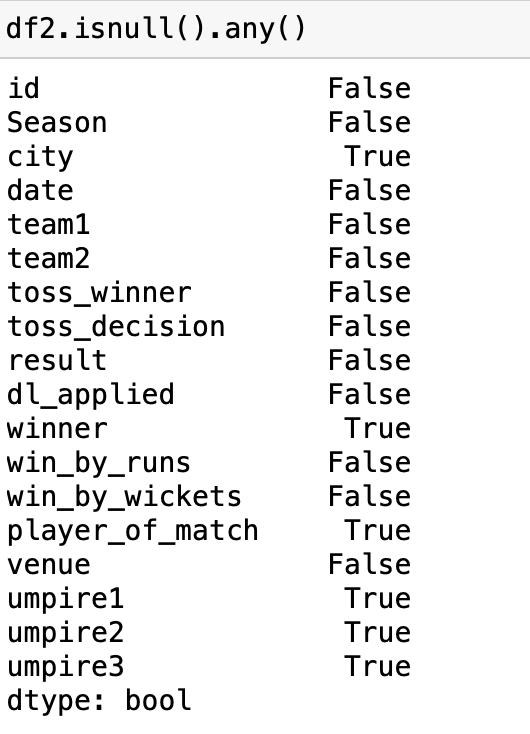 df2.isnull().any()
id False
Season False
city True
date False
team1 False
team2 False
toss_winner False
toss_decision False
result False
dl_applied False
winner True
win_by_runs False
win_by_wickets False
player_of_match True
venue False
umpire1 True
umpire2 True
umpire3 True
dtype: bool